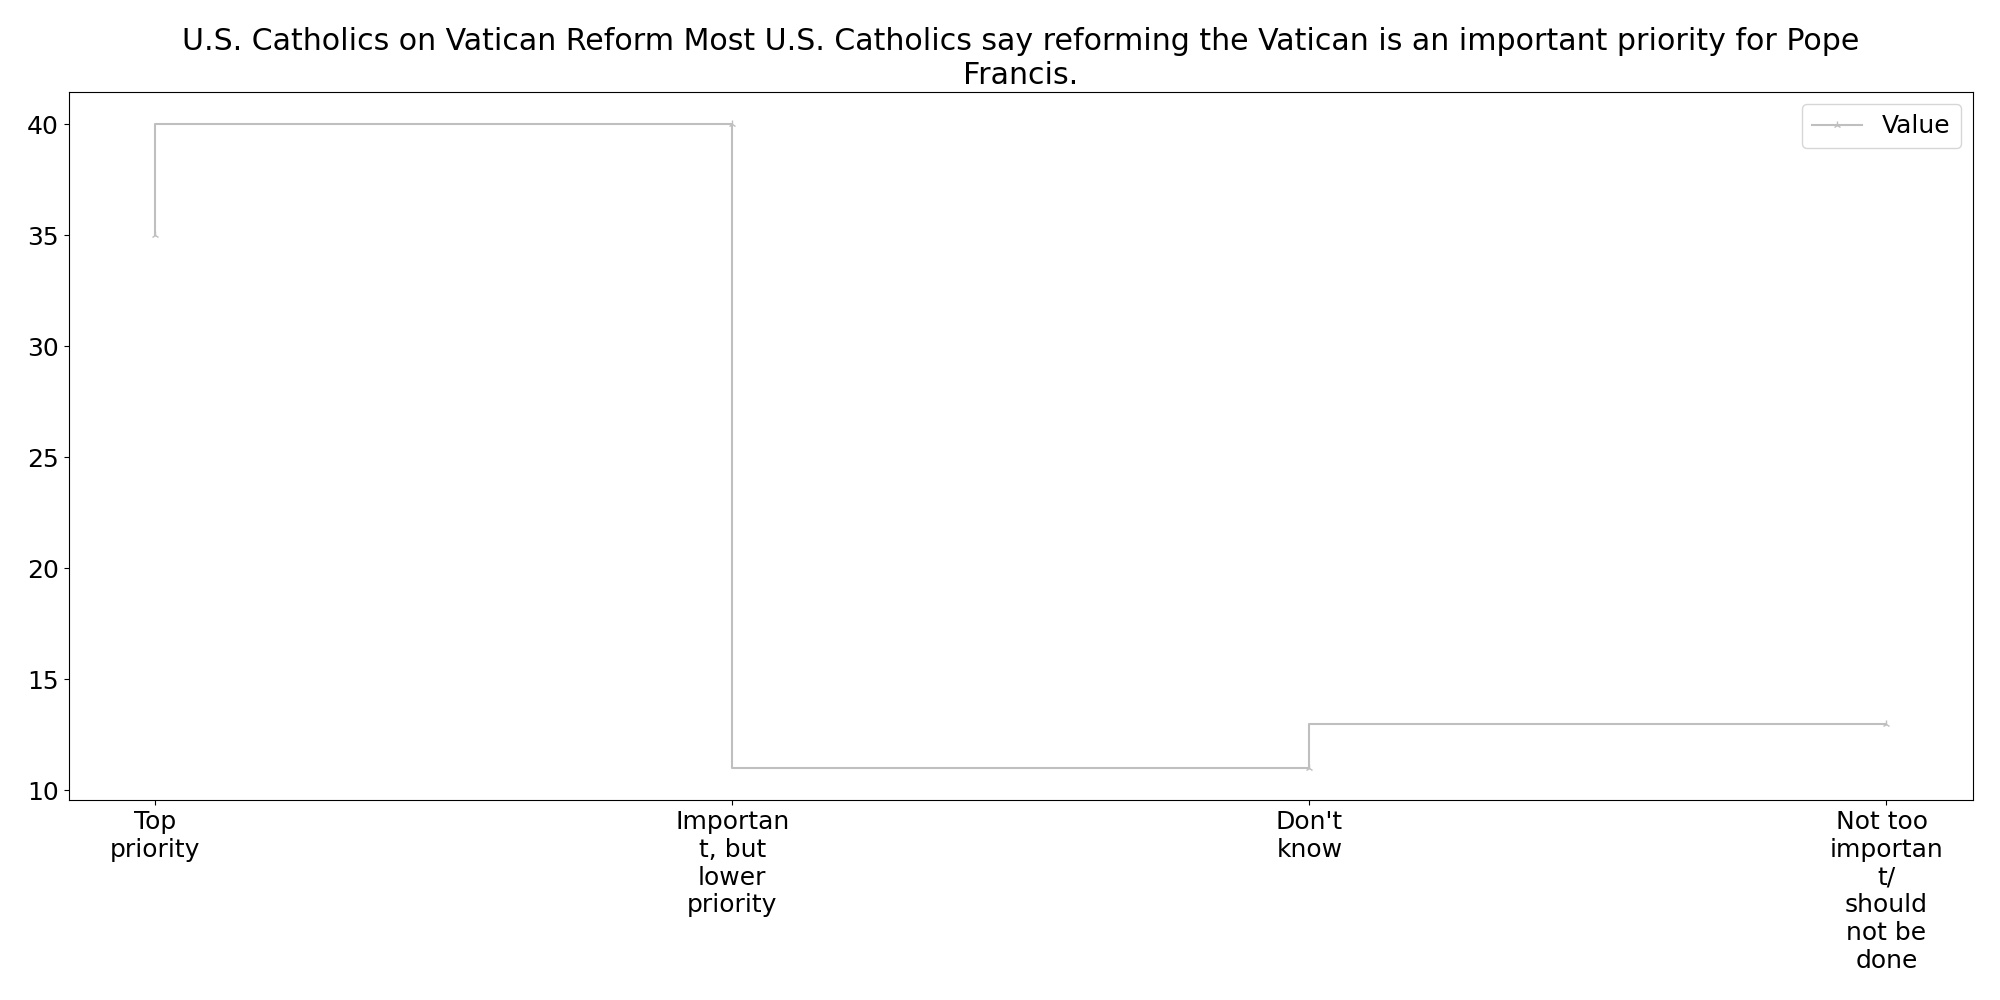 U.S. Catholics on Vatican Reform Most U.S. Catholics say reforming the Vatican is an important priority for Pope
Francis.
Value
40
35
30
25
20
15
10
Top
priority
Importan
t, but
lower
priority
Don't
know
Not too
importan
t/
should
not be
done